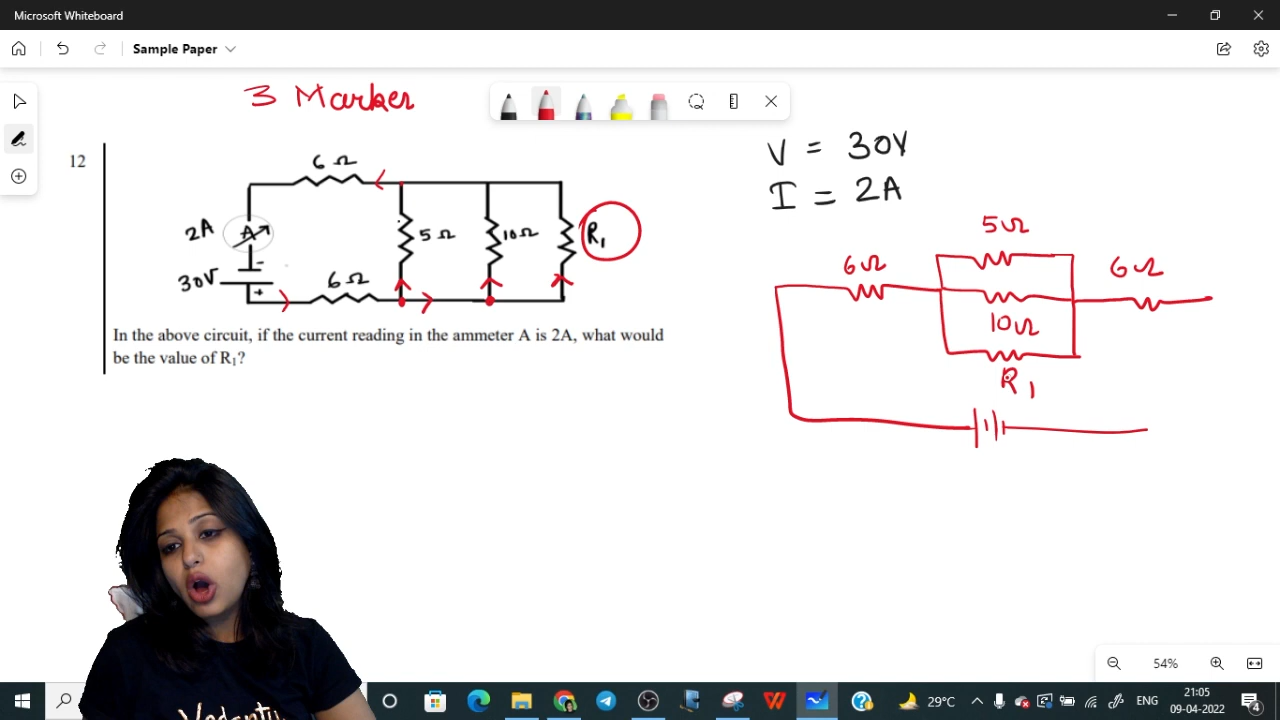 Microsoft Whiteboard
Sample Paper
3 Marker
12
6 Ω
2A
A
30V
-
+
6 Ω
5 Ω
10Ω
R₁
In the above circuit, if the current reading in the ammeter A is 2A, what would
be the value of R₁?
V = 30V
I = 2A
6Ω
5Ω
10Ω
R₁
6Ω
54%
29°C
ENG
21:05
09-04-2022
4